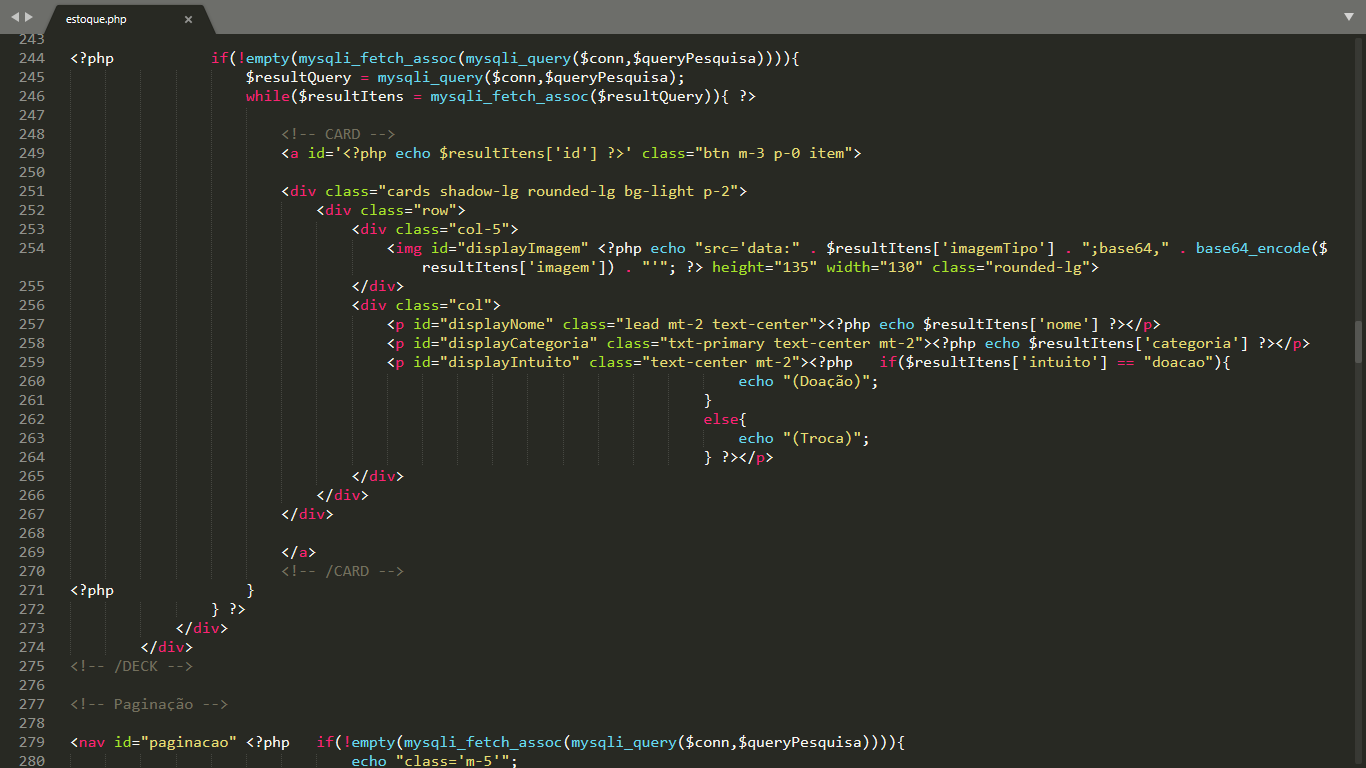 estoque.php ×
243
244 <?php if(!empty(mysqli_fetch_assoc(mysqli_query($conn,$queryPesquisa)))){
245 $resultQuery = mysqli_query($conn,$queryPesquisa);
246 while($resultItens = mysqli_fetch_assoc($resultQuery)){ ?>
247
248 <!-- CARD -->
249 <a id='<?php echo $resultItens['id'] ?>' class="btn m-3 p-0 item">
250
251 <div class="cards shadow-lg rounded-lg bg-light p-2">
252 <div class="row">
253 <div class="col-5">
254 <img id="displayImagem" <?php echo "src='data:" . $resultItens['imagemTipo'] . ";base64," . base64_encode($
resultItens['imagem']) . "'"; ?> height="135" width="130" class="rounded-lg">
255 </div>
256 <div class="col">
257 <p id="displayNome" class="lead mt-2 text-center"><?php echo $resultItens['nome'] ?></p>
258 <p id="displayCategoria" class="txt-primary text-center mt-2"><?php echo $resultItens['categoria'] ?></p>
259 <p id="displayIntuito" class="text-center mt-2"><?php if($resultItens['intuito'] == "doacao"){
260 echo "(Doação)";
261 }
262 else{
263 echo "(Troca)";
264 } ?></p>
265 </div>
266 </div>
267 </div>
268
269 </a>
270 <!-- /CARD -->
271 <?php }
272 } ?>
273 </div>
274 </div>
275 <!-- /DECK -->
276
277 <!-- Paginação -->
278
279 <nav id="paginacao" <?php if(!empty(mysqli_fetch_assoc(mysqli_query($conn,$queryPesquisa)))){
280 echo "class='m-5'";